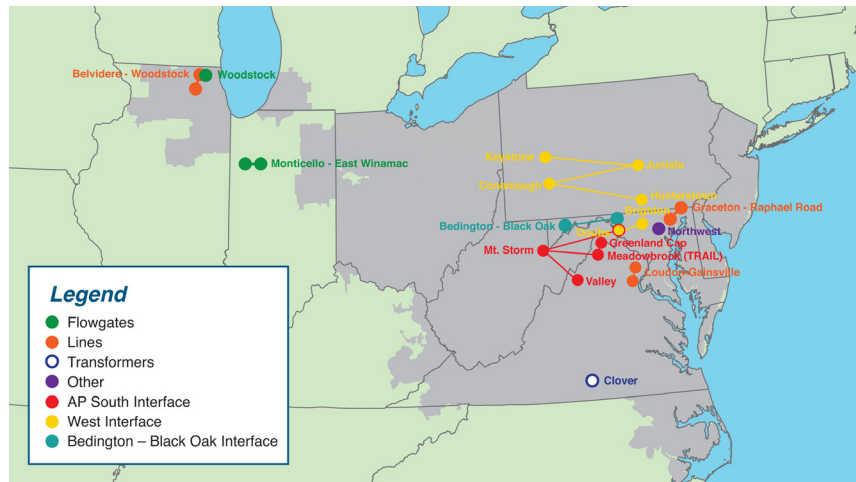 Belvidere - Woodstock
Woodstock
Monticello - East Winamac
Keystone
Juniata
Conemaugh
Graceton - Raphael Road
Bedington - Black Oak
Northwest
Greenland Gap
Mt. Storm
Meadowbrook (TRAIL)
Loudon-Gainsville
Valley
Clover
Legend
Flowgates
Lines
Transformers
Other
AP South Interface
West Interface
Bedington – Black Oak Interface